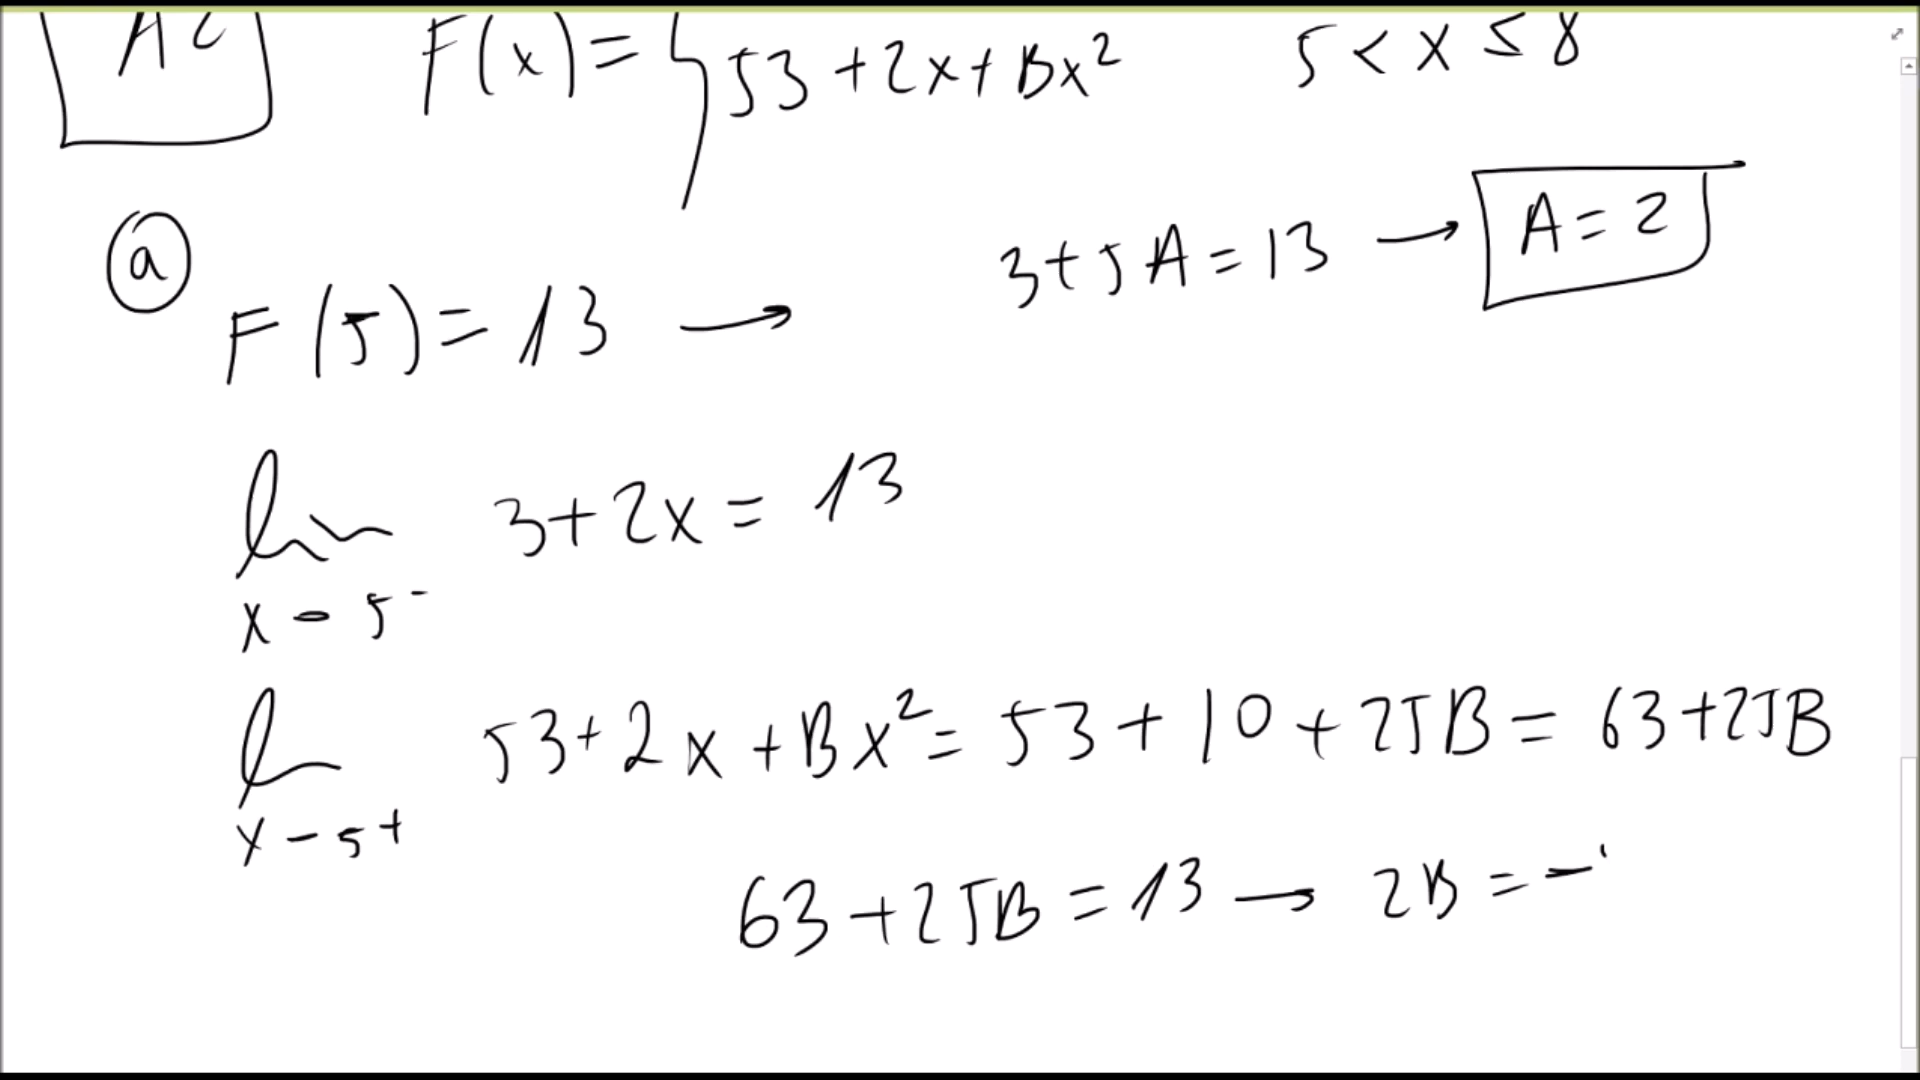 F(x) = { 53 + 2x + Bx² 5 < x ≤ 8
ⓐ
3 + 5A = 13 → A = 2
F(5) = 13 →
lim 3 + 2x = 13
x - 5⁻
l 53 + 2x + Bx² = 53 + 10 + 25B = 63 + 25B
x - 5+
63 + 25B = 13 → 2B = -